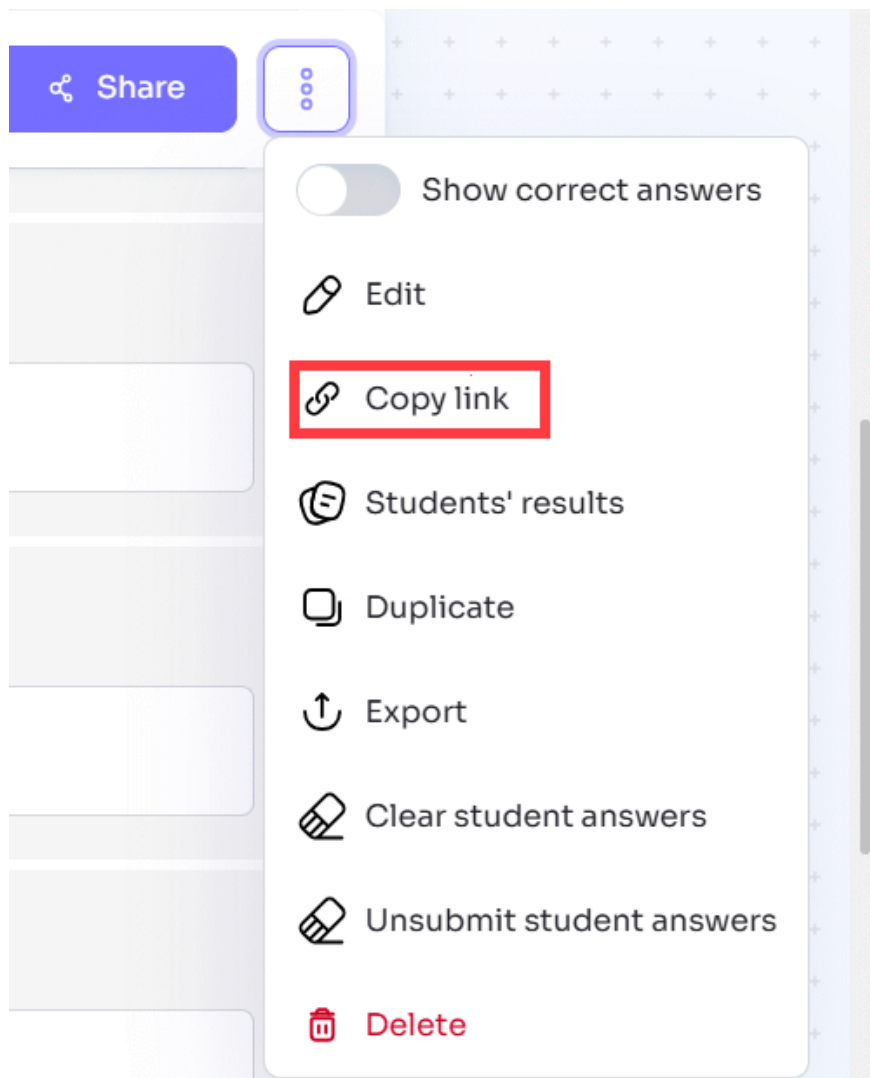 Share
Show correct answers
Edit
Copy link
Students' results
Duplicate
Export
Clear student answers
Unsubmit student answers
Delete